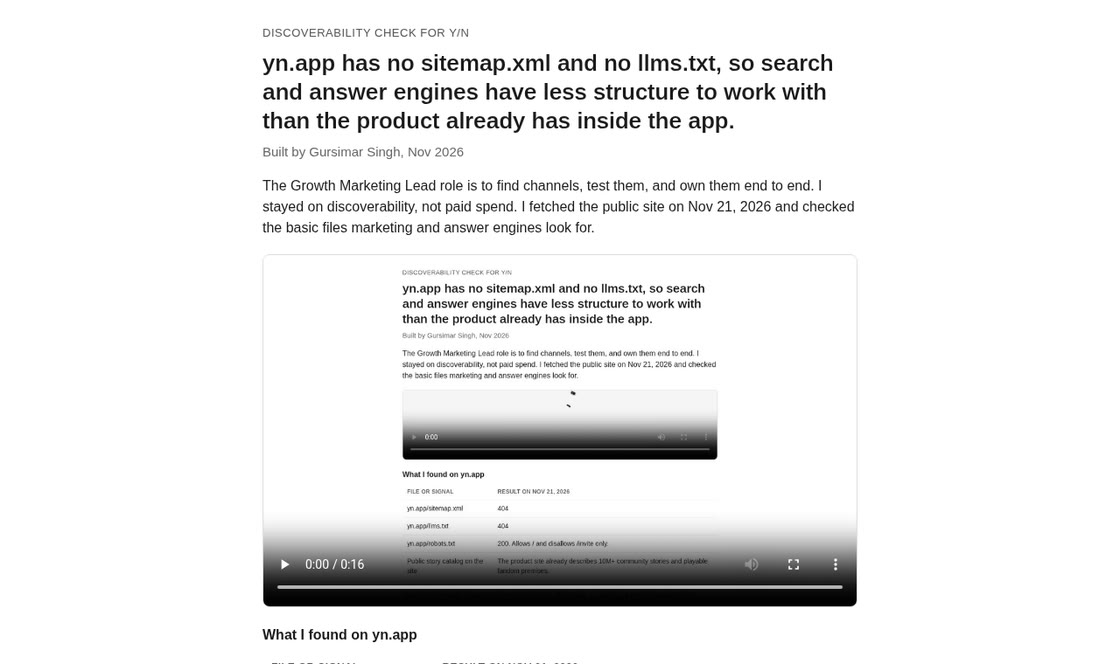 DISCOVERABILITY CHECK FOR Y/N
yn.app has no sitemap.xml and no llms.txt, so search
and answer engines have less structure to work with
than the product already has inside the app.
Built by Gursimar Singh, Nov 2026
The Growth Marketing Lead role is to find channels, test them, and own them end to end. I
stayed on discoverability, not paid spend. I fetched the public site on Nov 21, 2026 and checked
the basic files marketing and answer engines look for.
DISCOVERABILITY CHECK FOR Y/N
yn.app has no sitemap.xml and no llms.txt, so search
and answer engines have less structure to work with
than the product already has inside the app.
Built by Gursimar Singh, Nov 2026
The Growth Marketing Lead role is to find channels, test them, and own them end to end. I
stayed on discoverability, not paid spend. I fetched the public site on Nov 21, 2026 and checked
the basic files marketing and answer engines look for.
0:00
What I found on yn.app
FILE OR SIGNAL RESULT ON NOV 21, 2026
yn.app/sitemap.xml 404
yn.app/llms.txt 404
yn.app/robots.txt 200. Allows / and disallows /invite only.
Public story catalog on the The product site already describes 10M+ community stories and playable
site fandom premises.
0:00 / 0:16
What I found on yn.app
FILE OR SIGNAL RESULT ON NOV 21, 2026